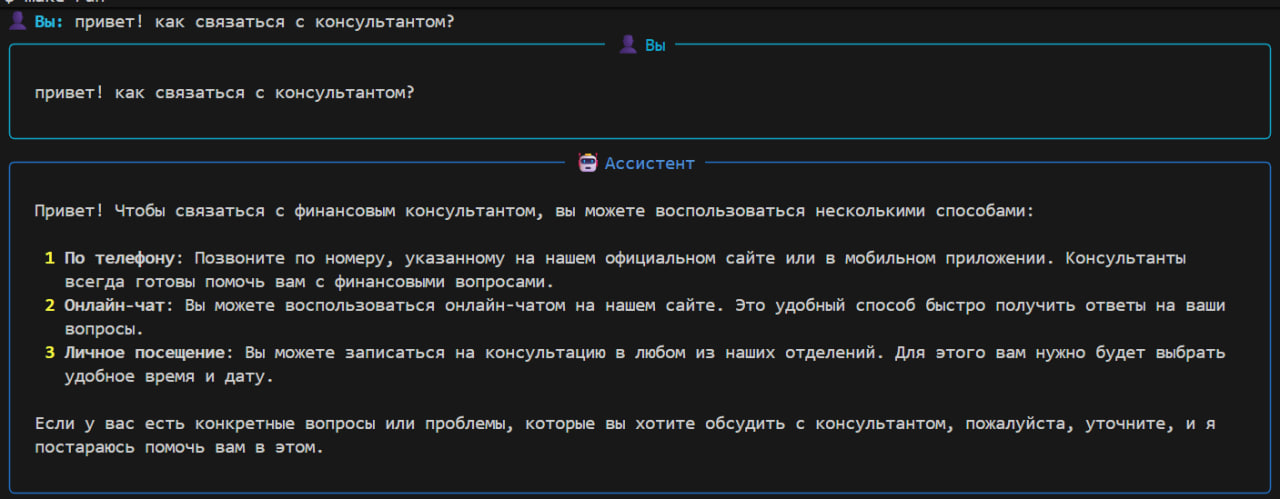 Вы: привет! как связаться с консультантом?
Вы
привет! как связаться с консультантом?
Ассистент
Привет! Чтобы связаться с финансовым консультантом, вы можете воспользоваться несколькими способами:
1 По телефону: Позвоните по номеру, указанному на нашем официальном сайте или в мобильном приложении. Консультанты
всегда готовы помочь вам с финансовыми вопросами.
2 Онлайн-чат: Вы можете воспользоваться онлайн-чатом на нашем сайте. Это удобный способ быстро получить ответы на ваши
вопросы.
3 Личное посещение: Вы можете записаться на консультацию в любом из наших отделений. Для этого вам нужно будет выбрать
удобное время и дату.
Если у вас есть конкретные вопросы или проблемы, которые вы хотите обсудить с консультантом, пожалуйста, уточните, и я
постараюсь помочь вам в этом.